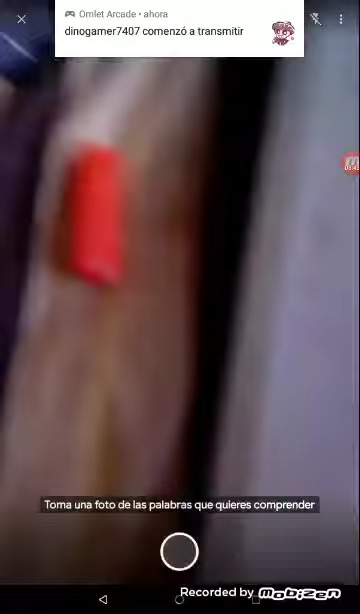 Omlet Arcade • ahora
dinogamer7407 comenzó a transmitir
Toma una foto de las palabras que quieres comprender
Recorded by Mobizen